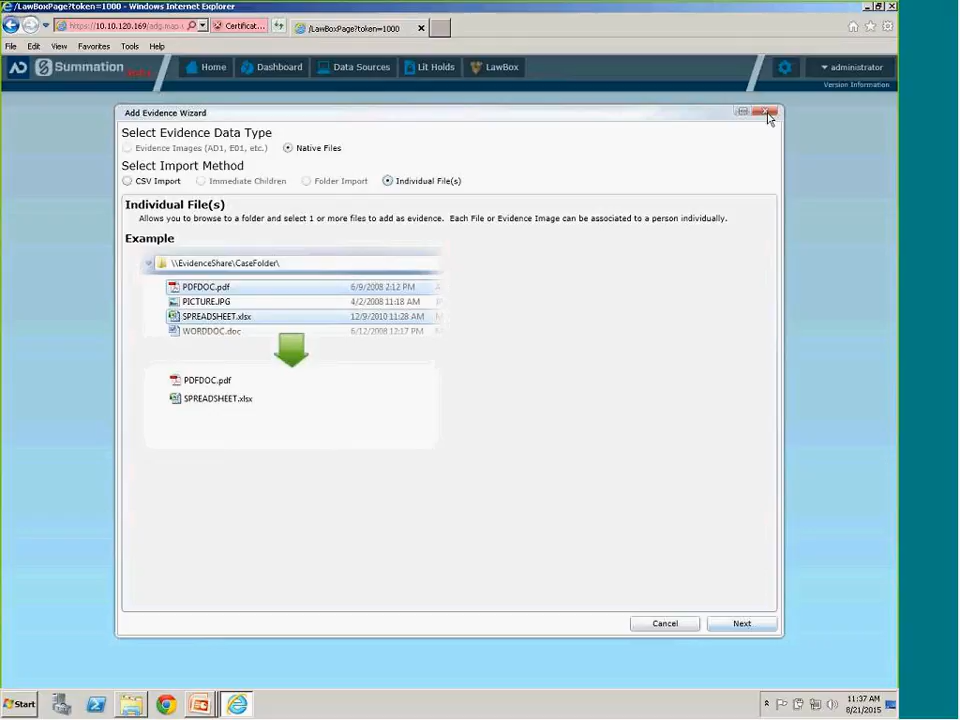 /LawBoxPage?token=1000 - Windows Internet Explorer
https://10.10.120.169/adg-map
Certificat...
/LawBoxPage?token=1000
File Edit View Favorites Tools Help
AD Summation
Home Dashboard Data Sources Lit Holds LawBox administrator
Version Information
Add Evidence Wizard
Select Evidence Data Type
Evidence Images (AD1, E01, etc.) Native Files
Select Import Method
CSV Import Immediate Children Folder Import Individual File(s)
Individual File(s)
Allows you to browse to a folder and select 1 or more files to add as evidence. Each File or Evidence Image can be associated to a person individually.
Example
\\EvidenceShare\CaseFolder\
PDFDOC.pdf 6/9/2008 2:12 PM
PICTURE.JPG 4/2/2008 11:18 AM
SPREADSHEET.xlsx 12/9/2010 11:28 AM
WORDDOC.doc 6/12/2008 12:17 PM
PDFDOC.pdf
SPREADSHEET.xlsx
Cancel Next
Start
11:37 AM
8/21/2015